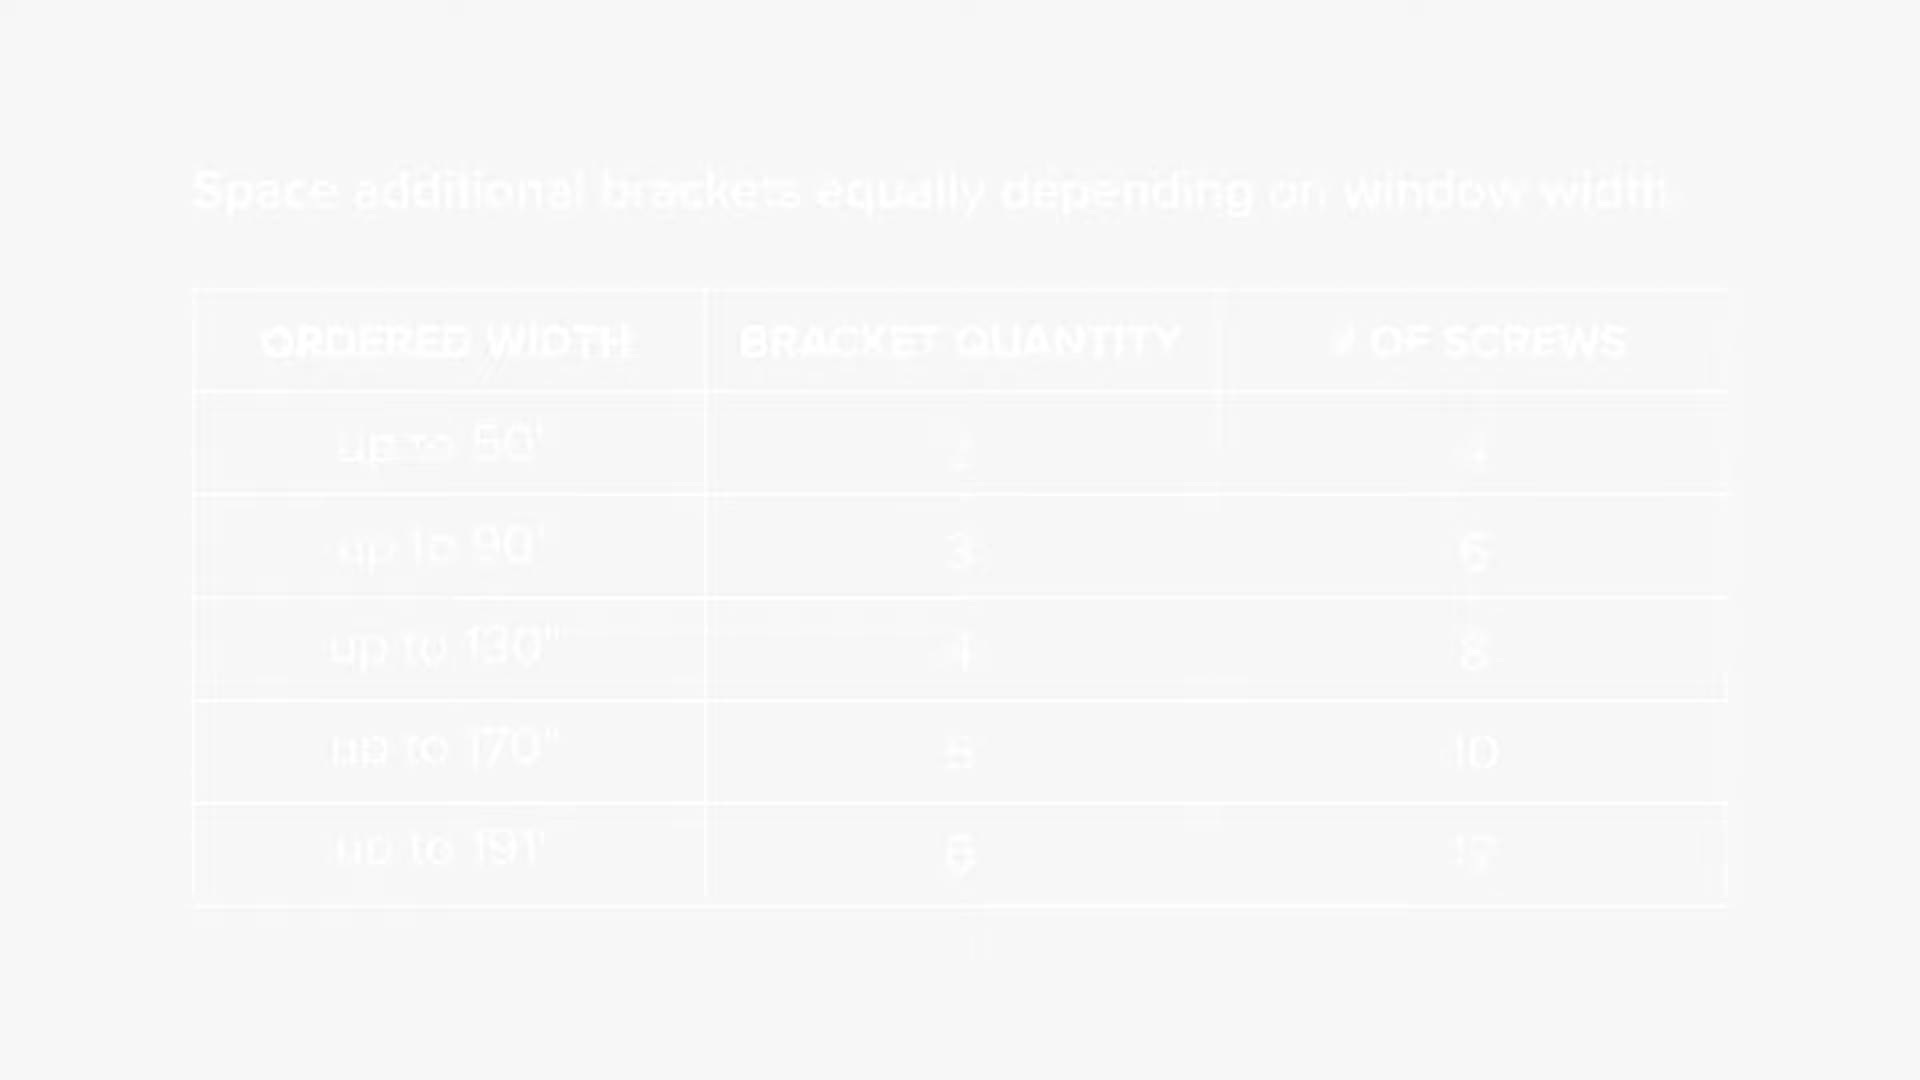 Space additional brackets equally depending on window width
ORDERED WIDTH BRACKET QUANTITY # OF SCREWS
up to 50" 2 4
up to 90" 3 6
up to 130" 4 8
up to 170" 5 10
up to 191" 6 12